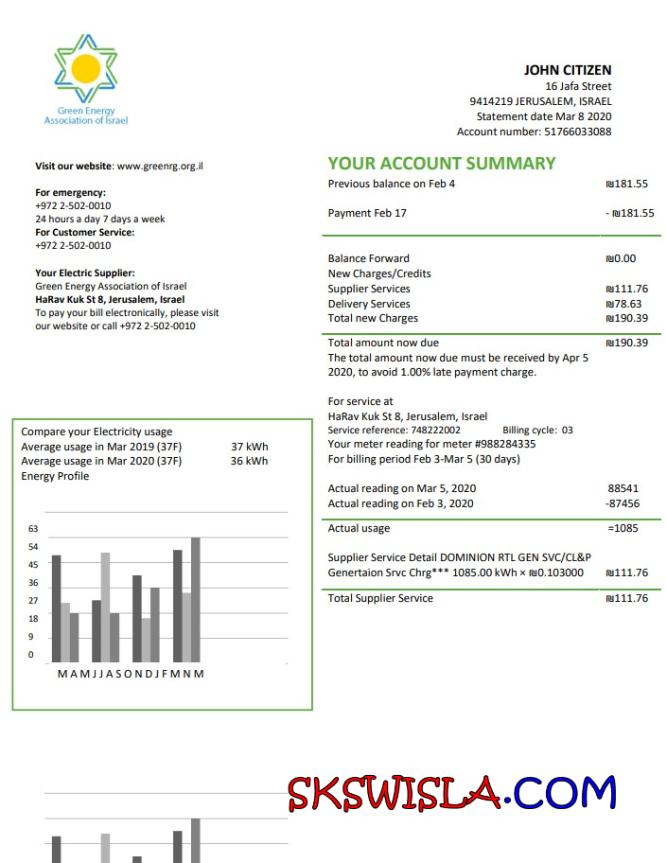 Green Energy
Association of Israel
JOHN CITIZEN
16 Jafa Street
9414219 JERUSALEM, ISRAEL
Statement date Mar 8 2020
Account number: 51766033088
Visit our website: www.greenrg.org.il
For emergency:
+972 2-502-0010
24 hours a day 7 days a week
For Customer Service:
+972 2-502-0010
Your Electric Supplier:
Green Energy Association of Israel
HaRav Kuk St 8, Jerusalem, Israel
To pay your bill electronically, please visit
our website or call +972 2-502-0010
YOUR ACCOUNT SUMMARY
Previous balance on Feb 4 ₪181.55
Payment Feb 17 - ₪181.55
Balance Forward ₪0.00
New Charges/Credits
Supplier Services ₪111.76
Delivery Services ₪78.63
Total new Charges ₪190.39
Total amount now due ₪190.39
The total amount now due must be received by Apr 5
2020, to avoid 1.00% late payment charge.
For service at
HaRav Kuk St 8, Jerusalem, Israel
Service reference: 748222002 Billing cycle: 03
Your meter reading for meter #988284335
For billing period Feb 3-Mar 5 (30 days)
Actual reading on Mar 5, 2020 88541
Actual reading on Feb 3, 2020 -87456
Actual usage =1085
Supplier Service Detail DOMINION RTL GEN SVC/CL&P
Genertaion Srvc Chrg*** 1085.00 kWh × ₪0.103000 ₪111.76
Total Supplier Service ₪111.76
Compare your Electricity usage
Average usage in Mar 2019 (37F) 37 kWh
Average usage in Mar 2020 (37F) 36 kWh
Energy Profile
63
54
45
36
27
18
9
0
M A M J J A S O N D J F M N M
SKSWISLA.COM